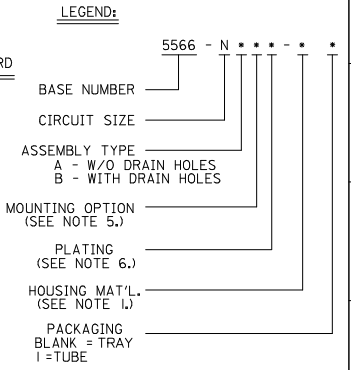 LEGEND:
5566 - N * * * - * *
RD
BASE NUMBER
CIRCUIT SIZE
ASSEMBLY TYPE
A - W/O DRAIN HOLES
B - WITH DRAIN HOLES
MOUNTING OPTION
(SEE NOTE 5.)
PLATING
(SEE NOTE 6.)
HOUSING MAT'L.
(SEE NOTE 1.)
PACKAGING
BLANK = TRAY
1 = TUBE